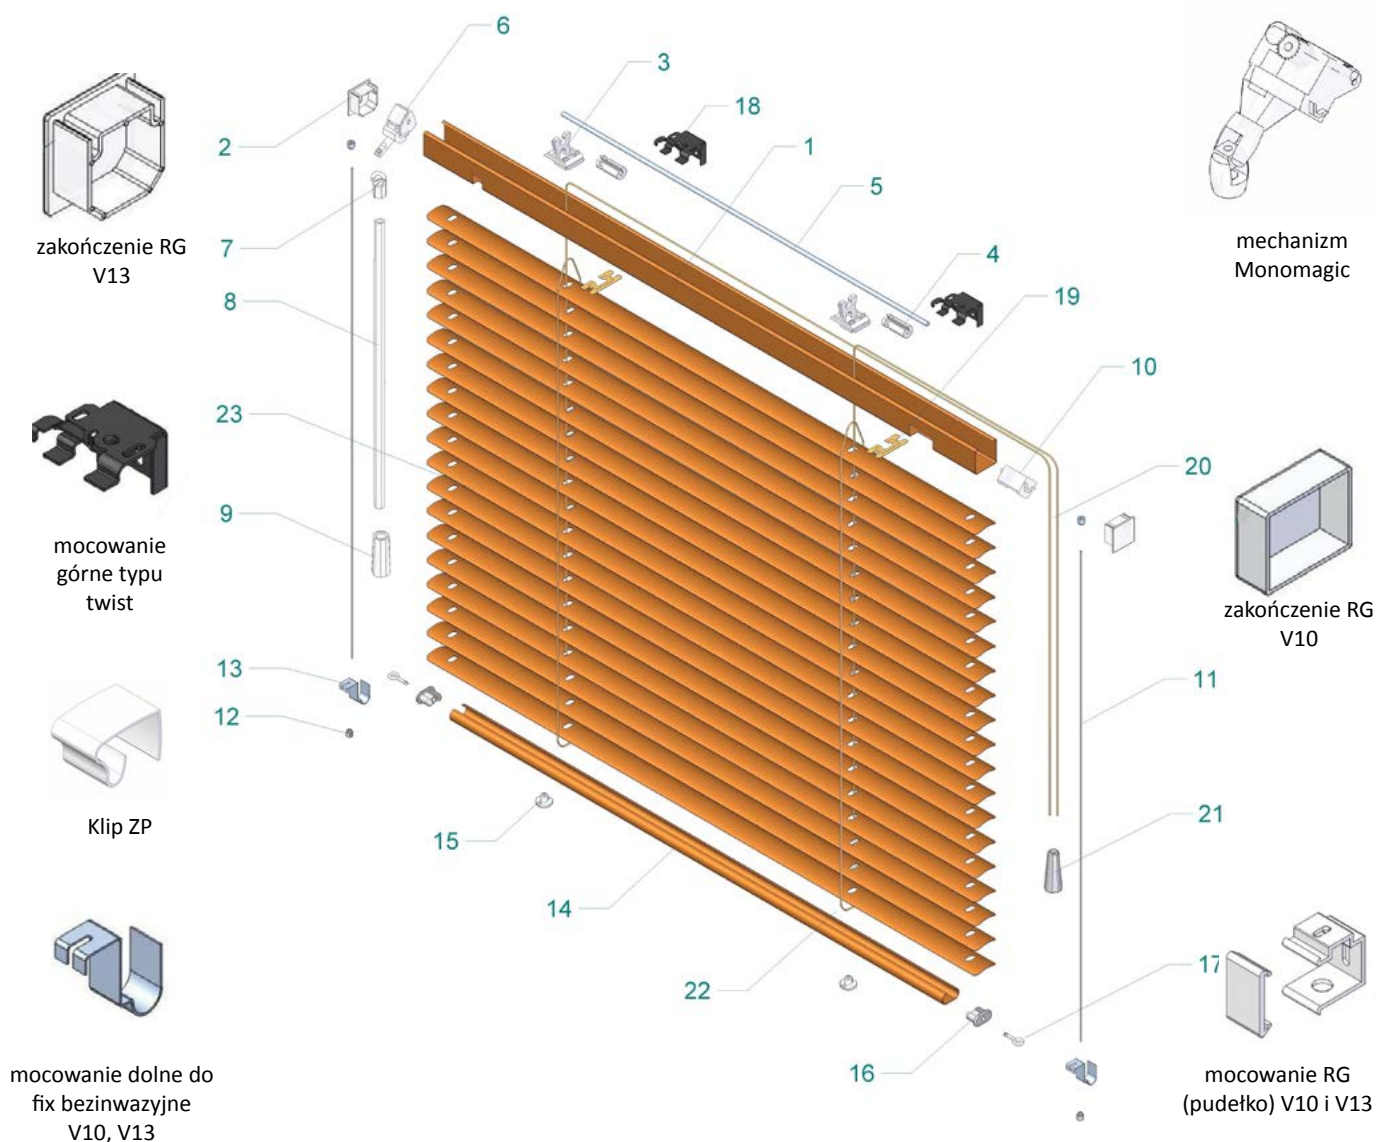 6
3
18
2
1
5
zakończenie RG
V13
7
mechanizm
Monomagic
4
8
19
10
23
20
9
mocowanie
górne typu
twist
zakończenie RG
V10
13
11
12
Klip ZP
15
21
14
22
17
16
mocowanie dolne do
fix bezinwazyjne
V10, V13
mocowanie RG
(pudełko) V10 i V13